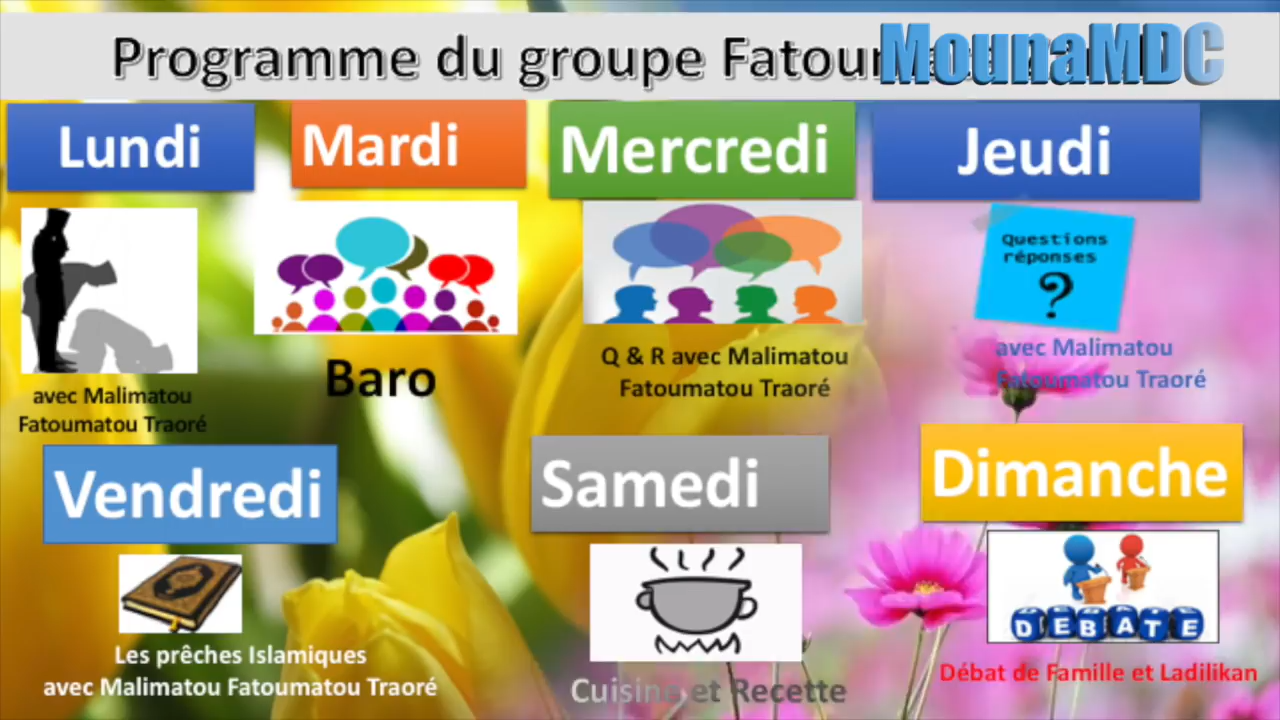 Programme du groupe
MounaMDC
Lundi
Mardi
Mercredi
Jeudi
Questions
réponses
?
avec Malimatou
Fatoumatou Traoré
Baro
Q & R avec Malimatou
Fatoumatou Traoré
avec Malimatou
Fatoumatou Traoré
Vendredi
Samedi
Dimanche
DEBATE
Les prêches Islamiques
avec Malimatou Fatoumatou Traoré
Cuisine et Recette
Débat de Famille et Ladilikan